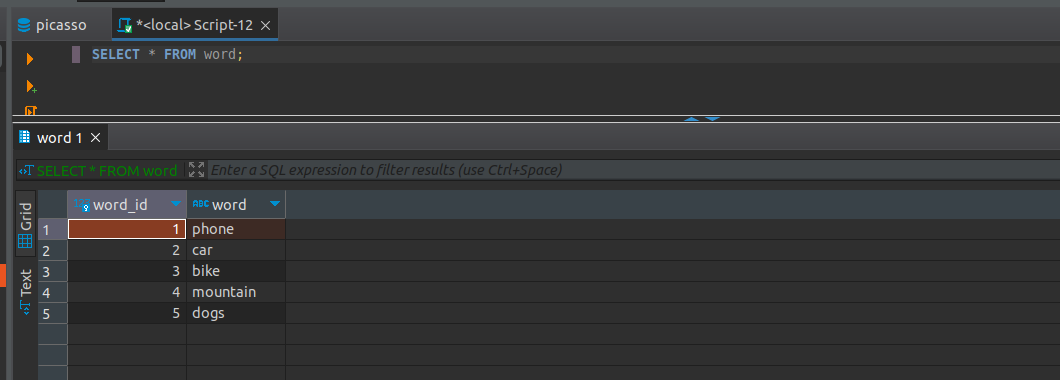 picasso
*<local> Script-12
SELECT * FROM word;
word 1
SELECT * FROM word
Enter a SQL expression to filter results (use Ctrl+Space)
Grid
Text
word_id ABC word
1 1 phone
2 2 car
3 3 bike
4 4 mountain
5 5 dogs